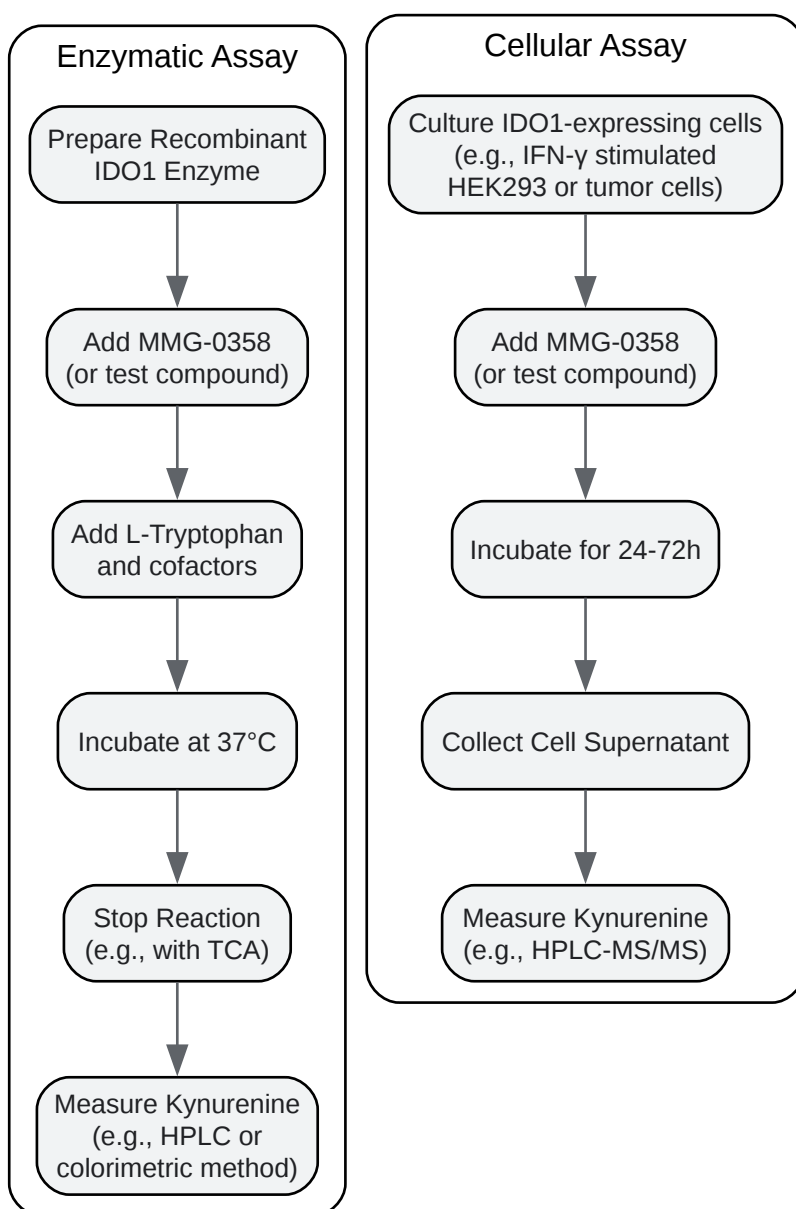 Enzymatic Assay
Prepare Recombinant
IDO1 Enzyme
Add MMG-0358
(or test compound)
Add L-Tryptophan
and cofactors
Incubate at 37°C
Stop Reaction
(e.g., with TCA)
Measure Kynurenine
(e.g., HPLC or
colorimetric method)
Cellular Assay
Culture IDO1-expressing cells
(e.g., IFN-γ stimulated
HEK293 or tumor cells)
Add MMG-0358
(or test compound)
Incubate for 24-72h
Collect Cell Supernatant
Measure Kynurenine
(e.g., HPLC-MS/MS)